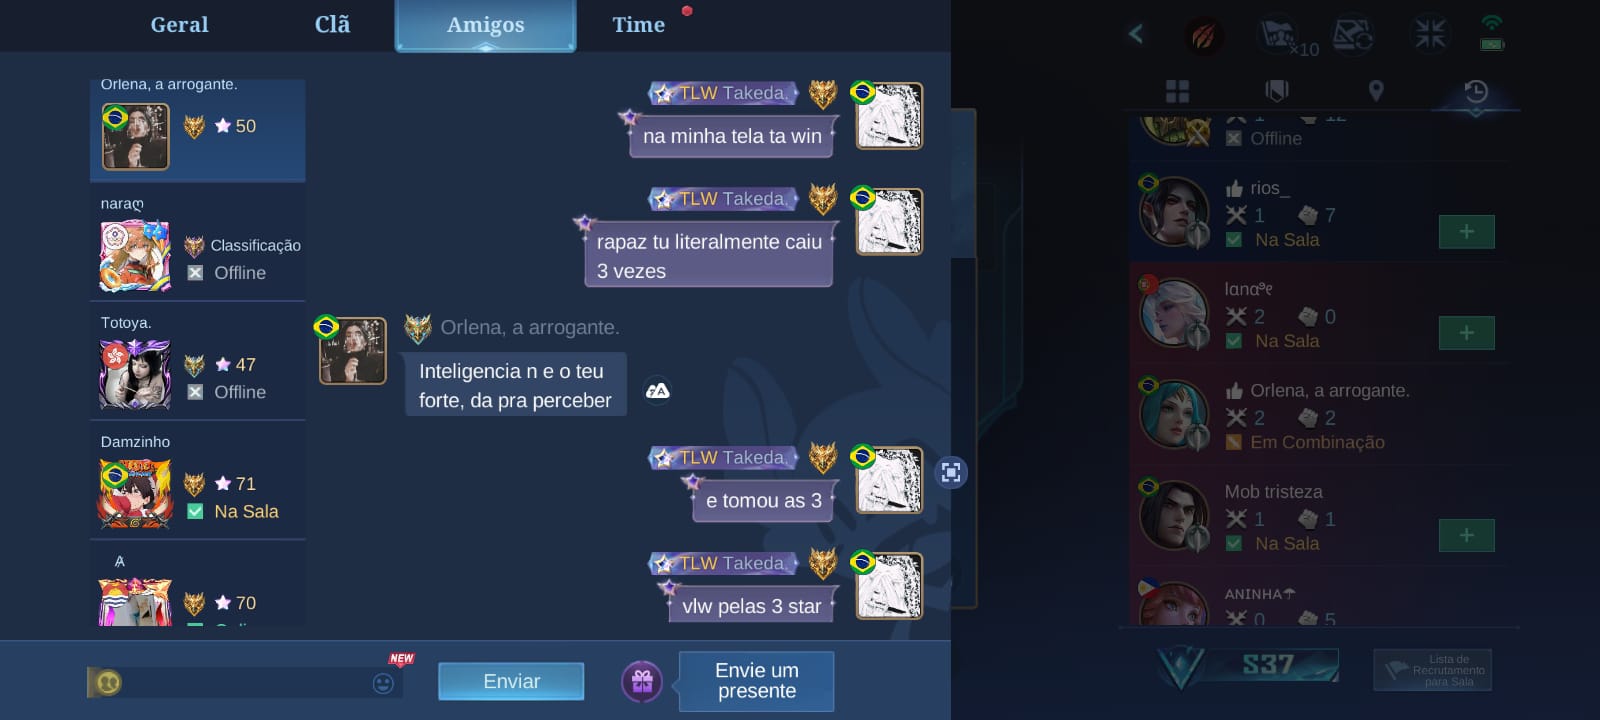 Geral
Clã
Amigos
Time
Orlena, a arrogante.
50
naraღ
Classificação
Offline
Totoya.
47
Offline
Damzinho
71
Na Sala
70
TLW Takeda.
na minha tela ta win
TLW Takeda.
rapaz tu literalmente caiu
3 vezes
Orlena, a arrogante.
Inteligencia n e o teu
forte, da pra perceber
TLW Takeda.
e tomou as 3
TLW Takeda.
vlw pelas 3 star
NEW
Enviar
Envie um
presente
×10
1 12
Offline
rios_
1 7
Na Sala
2 0
Na Sala
Orlena, a arrogante.
2 2
Em Combinação
Mob tristeza
1 1
Na Sala
ᴀɴɪɴʜᴀ☂
0 5
S37
Lista de
Recrutamento
para Sala